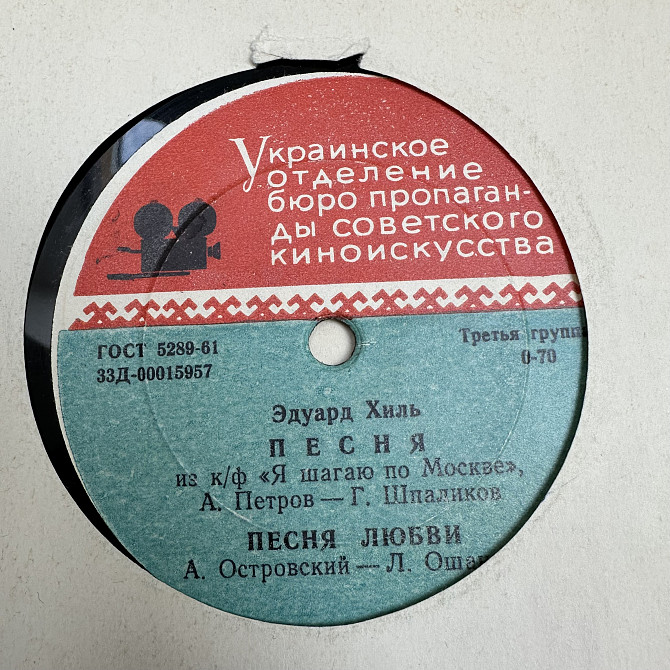 Украинское
отделение
бюро пропаган-
ды советского
киноискусства
ГОСТ 5289-61
33Д-00015957
Третья
0-70
Эдуард Хиль
ПЕСНЯ
из к/ф «Я шагаю по Москве»,
А. Петров — Г. Шпаликов
ПЕСНЯ ЛЮБВИ
А. Островский — Л.